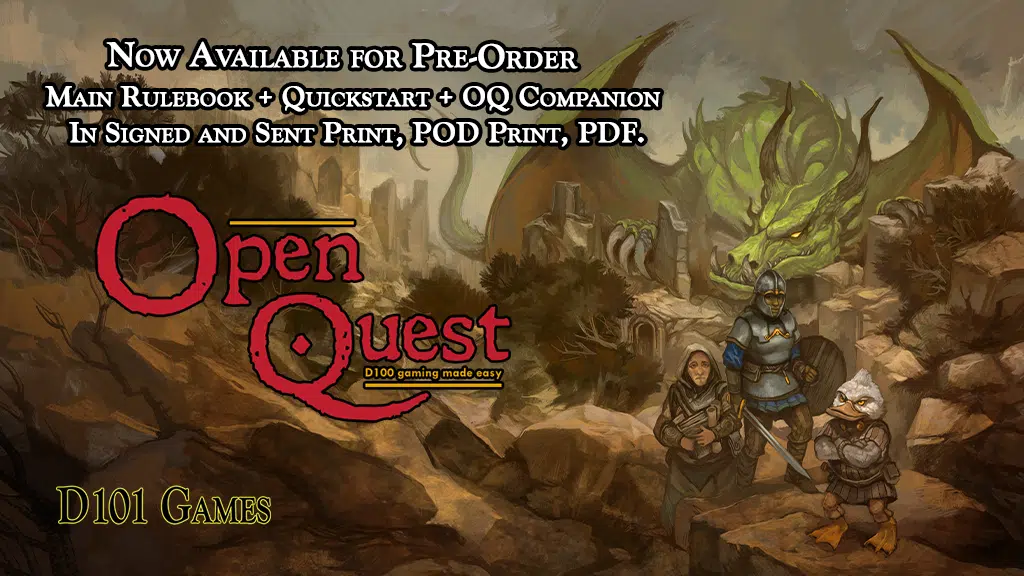 Now Available for Pre-Order
Main Rulebook + Quickstart + OQ Companion
In Signed and Sent Print, POD Print, PDF.
Open
Quest
D100 gaming made easy
D101 Games